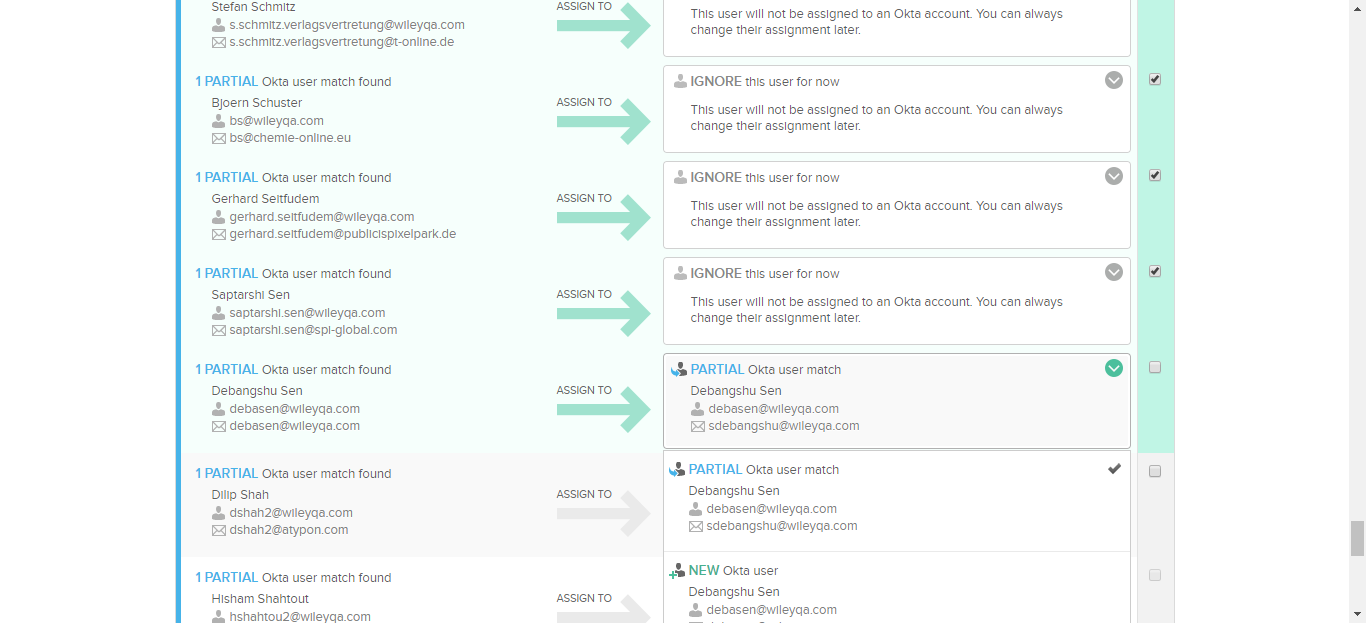 Stefan Schmitz
s.schmitz.verlagsvertretung@wileyqa.com
s.schmitz.verlagsvertretung@t-online.de
ASSIGN TO
This user will not be assigned to an Okta account. You can always
change their assignment later.
1 PARTIAL Okta user match found
Bjoern Schuster
bs@wileyqa.com
bs@chemie-online.eu
ASSIGN TO
IGNORE this user for now
This user will not be assigned to an Okta account. You can always
change their assignment later.
1 PARTIAL Okta user match found
Gerhard Seitfudem
gerhard.seitfudem@wileyqa.com
gerhard.seitfudem@publicispixelpark.de
ASSIGN TO
IGNORE this user for now
This user will not be assigned to an Okta account. You can always
change their assignment later.
1 PARTIAL Okta user match found
Saptarshi Sen
saptarshi.sen@wileyqa.com
saptarshi.sen@spi-global.com
ASSIGN TO
IGNORE this user for now
This user will not be assigned to an Okta account. You can always
change their assignment later.
1 PARTIAL Okta user match found
Debangshu Sen
debasen@wileyqa.com
debasen@wileyqa.com
ASSIGN TO
PARTIAL Okta user match
Debangshu Sen
debasen@wileyqa.com
sdebangshu@wileyqa.com
1 PARTIAL Okta user match found
Dilip Shah
dshah2@wileyqa.com
dshah2@atypon.com
ASSIGN TO
PARTIAL Okta user match
Debangshu Sen
debasen@wileyqa.com
sdebangshu@wileyqa.com
1 PARTIAL Okta user match found
Hisham Shahtout
hshahtou2@wileyqa.com
ASSIGN TO
NEW Okta user
Debangshu Sen
debasen@wileyqa.com